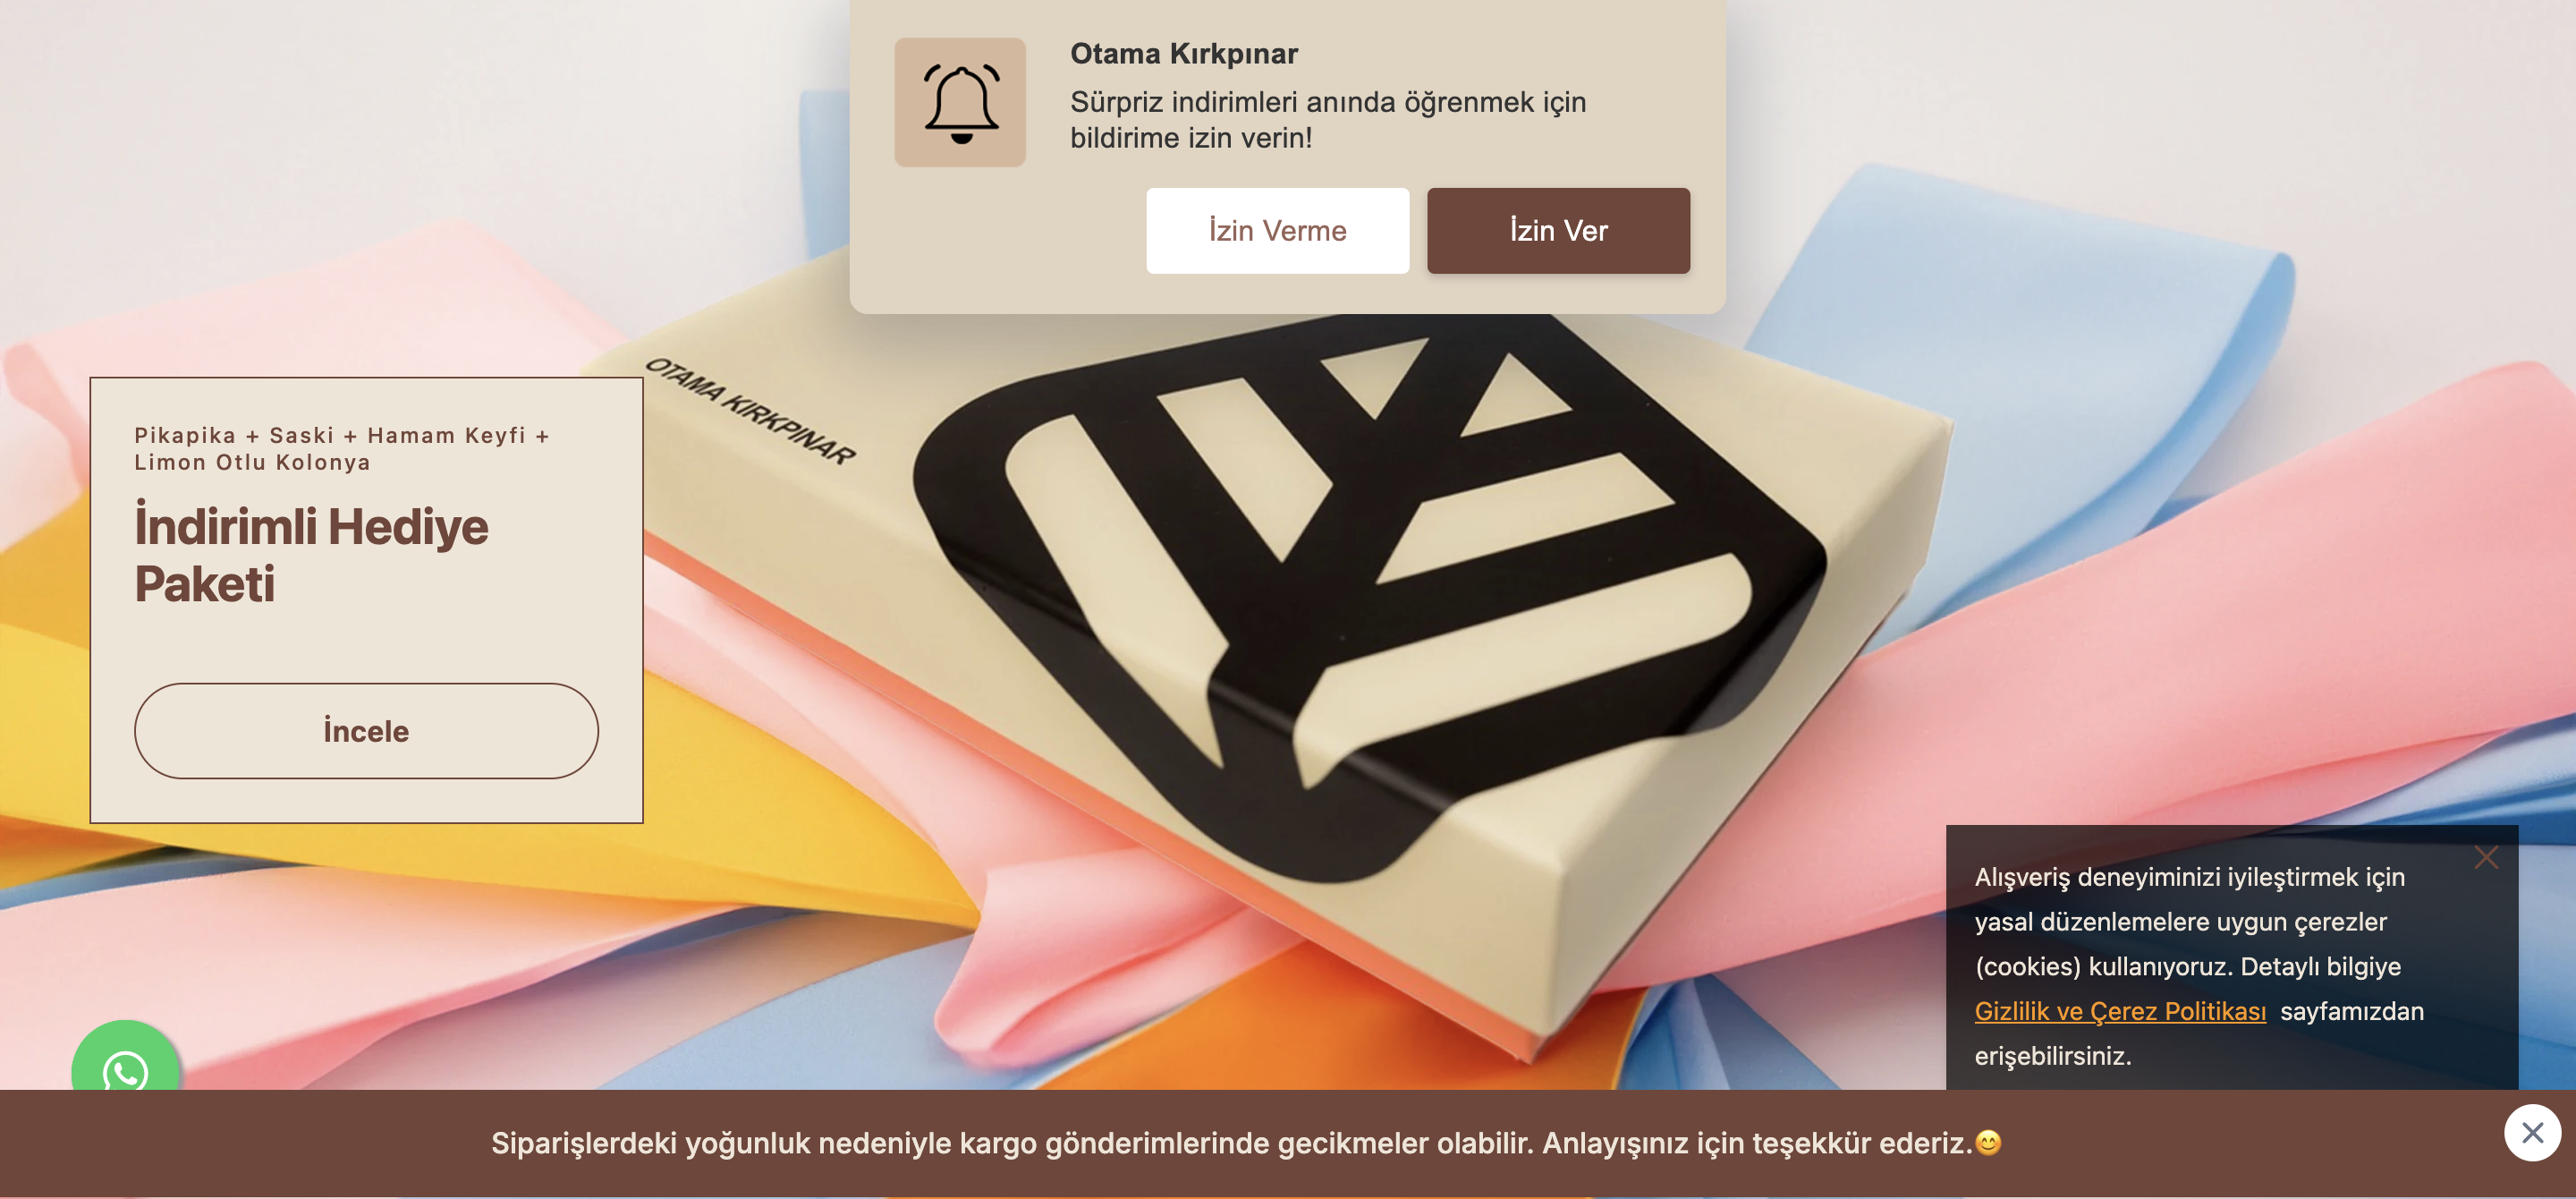 Otama Kırkpınar
Sürpriz indirimleri anında öğrenmek için
bildirime izin verin!
İzin Verme
İzin Ver
OTAMA KIRKPINAR
Pikapika + Saski + Hamam Keyfi +
Limon Otlu Kolonya
İndirimli Hediye
Paketi
İncele
Alışveriş deneyiminizi iyileştirmek için
yasal düzenlemelere uygun çerezler
(cookies) kullanıyoruz. Detaylı bilgiye
Gizlilik ve Çerez Politikası sayfamızdan
erişebilirsiniz.
Siparişlerdeki yoğunluk nedeniyle kargo gönderimlerinde gecikmeler olabilir. Anlayışınız için teşekkür ederiz.😊